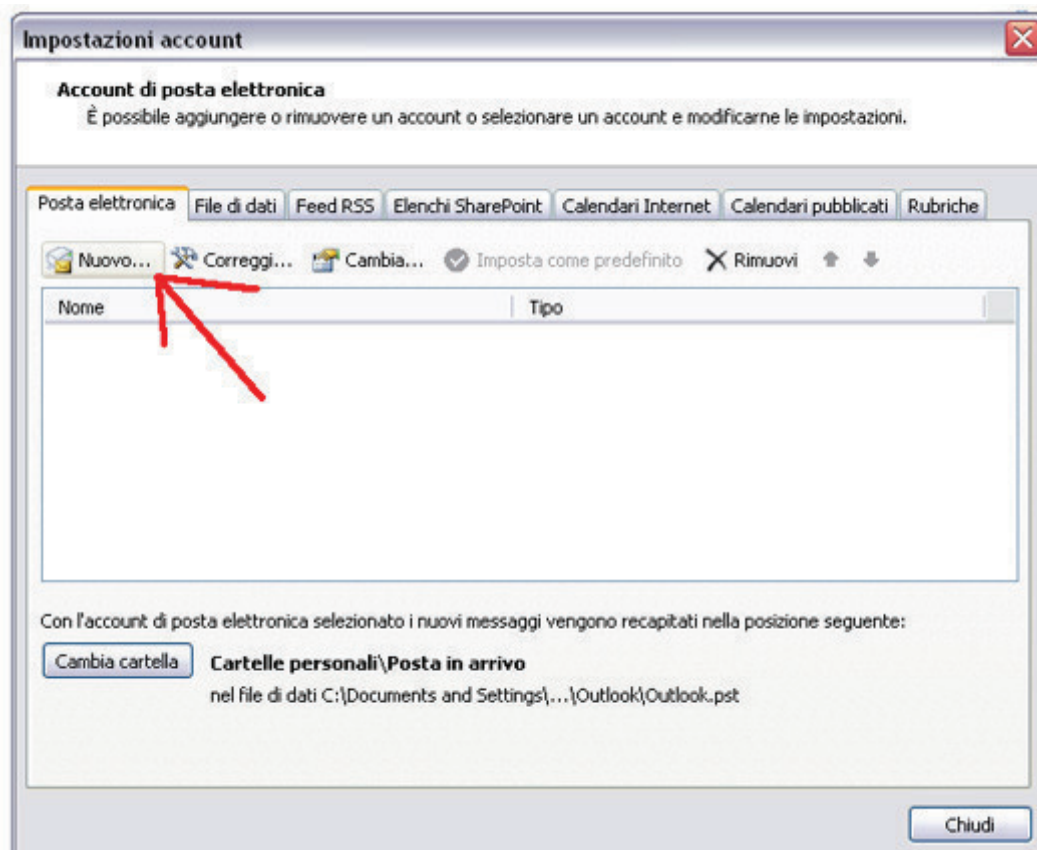 Impostazioni account
Account di posta elettronica
È possibile aggiungere o rimuovere un account o selezionare un account e modificarne le impostazioni.
Posta elettronica File di dati Feed RSS Elenchi SharePoint Calendari Internet Calendari pubblicati Rubriche
Nuovo... Correggi... Cambia... Imposta come predefinito Rimuovi
Nome Tipo
Con l'account di posta elettronica selezionato i nuovi messaggi vengono recapitati nella posizione seguente:
Cambia cartella Cartelle personali\Posta in arrivo
nel file di dati C:\Documents and Settings\...\Outlook\Outlook.pst
Chiudi